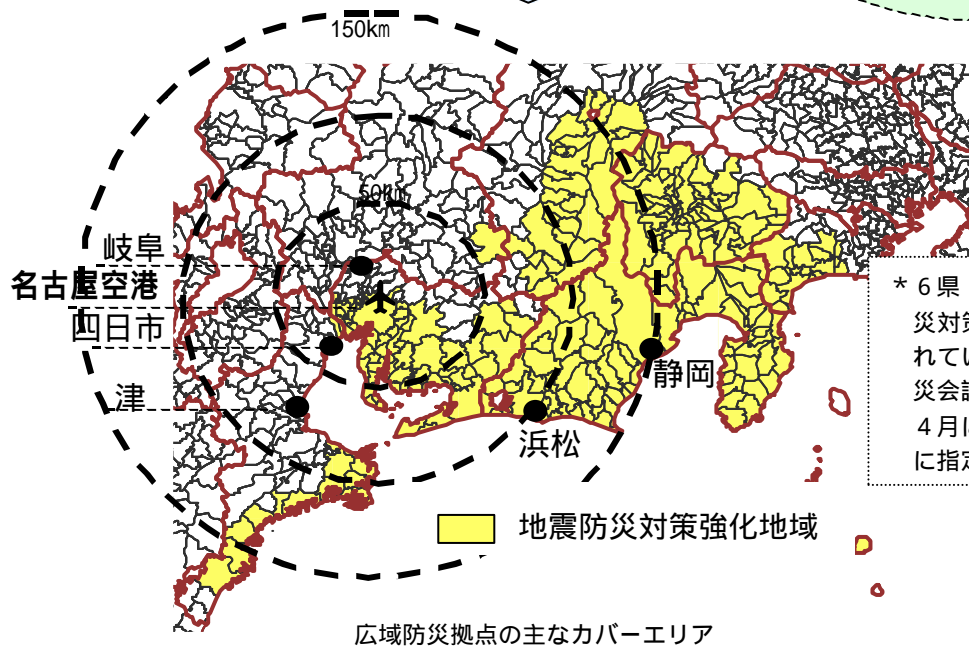 150km
50km
岐阜
名古屋空港
四日市
津
静岡
浜松
地震防災対策強化地域
＊６県
災対策
れてい
災会議
４月に
に指定
広域防災拠点の主なカバーエリア